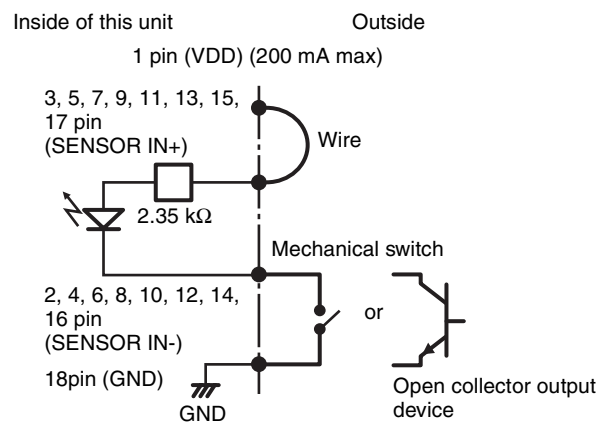 Inside of this unit
Outside
1 pin (VDD) (200 mA max)
3, 5, 7, 9, 11, 13, 15,
17 pin
(SENSOR IN+)
Wire
2.35 kΩ
Mechanical switch
2, 4, 6, 8, 10, 12, 14,
16 pin
(SENSOR IN-)
or
18pin (GND)
GND
Open collector output
device